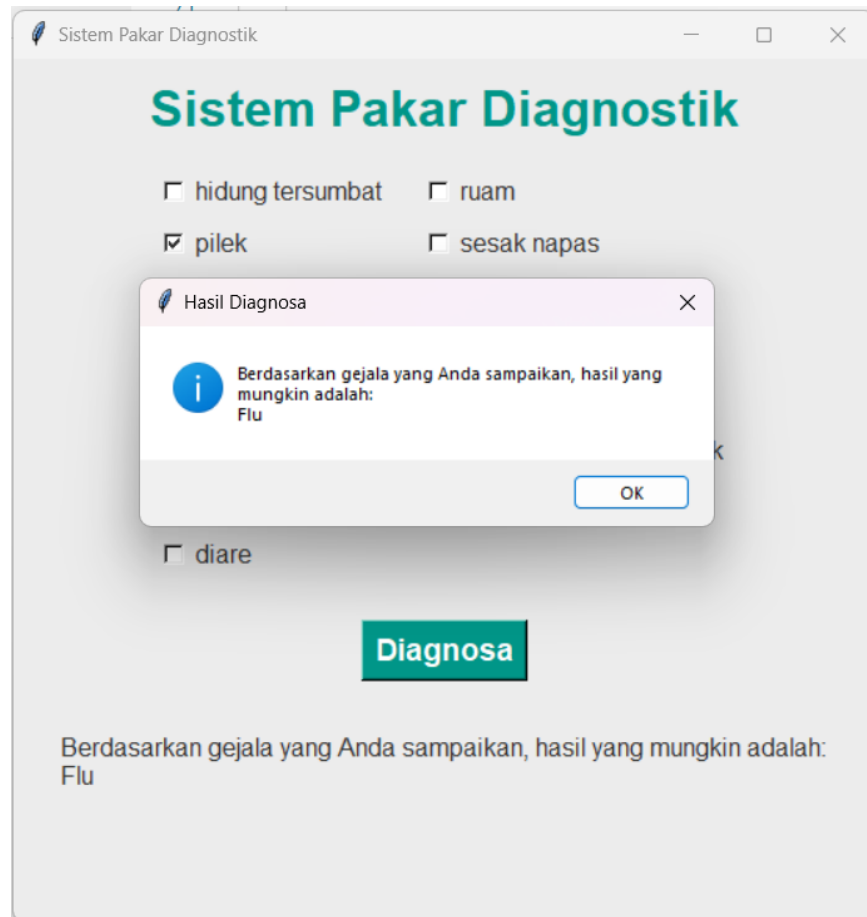 Sistem Pakar Diagnostik
Sistem Pakar Diagnostik
hidung tersumbat
ruam
pilek
sesak napas
Hasil Diagnosa
Berdasarkan gejala yang Anda sampaikan, hasil yang
mungkin adalah:
Flu
k
OK
diare
Diagnosa
Berdasarkan gejala yang Anda sampaikan, hasil yang mungkin adalah:
Flu